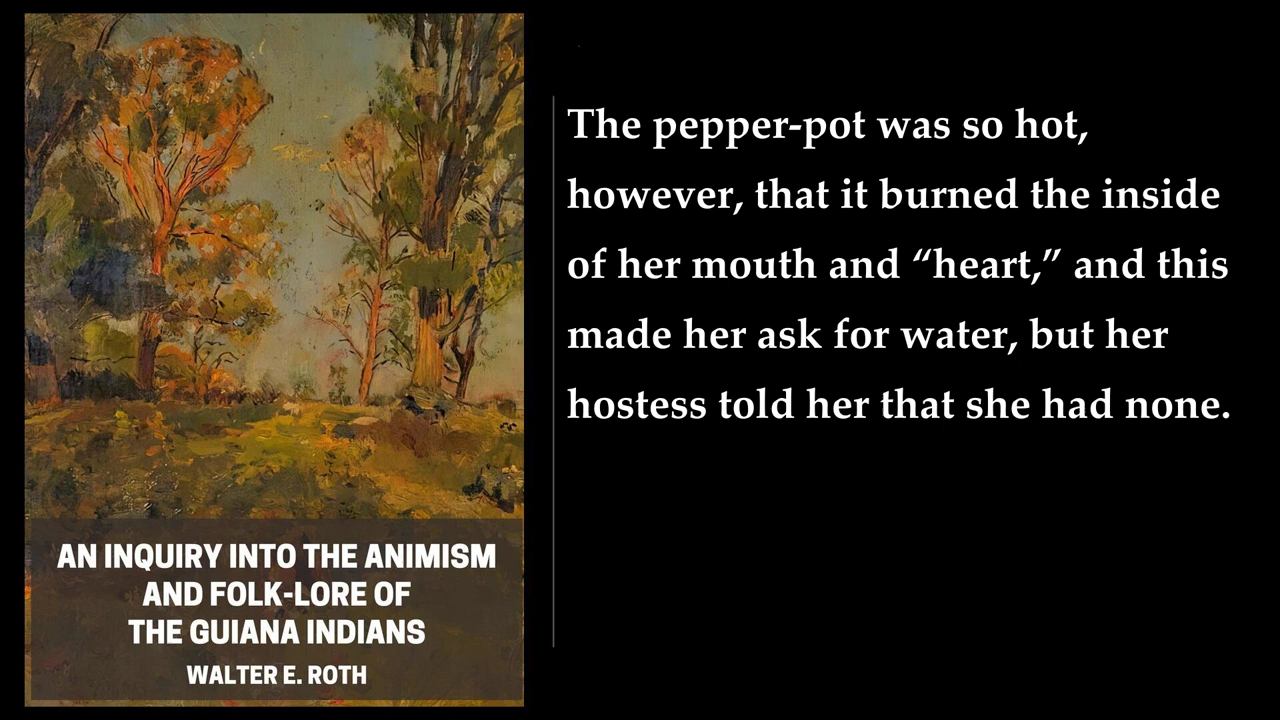 AN INQUIRY INTO THE ANIMISM
AND FOLK-LORE OF
THE GUIANA INDIANS
WALTER E. ROTH
The pepper-pot was so hot,
however, that it burned the inside
of her mouth and “heart,” and this
made her ask for water, but her
hostess told her that she had none.